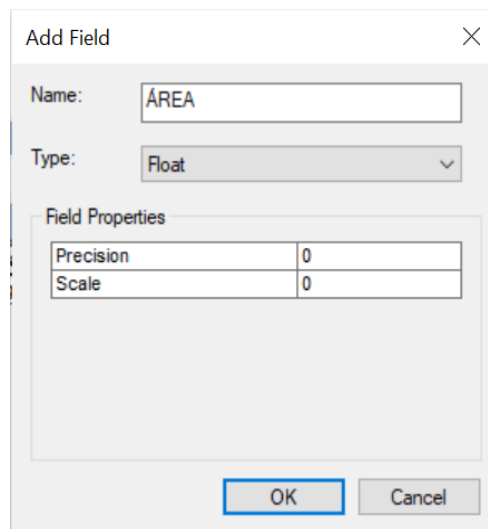 Add Field
Name: ÁREA
Type: Float
Field Properties
Precision 0
Scale 0
OK Cancel